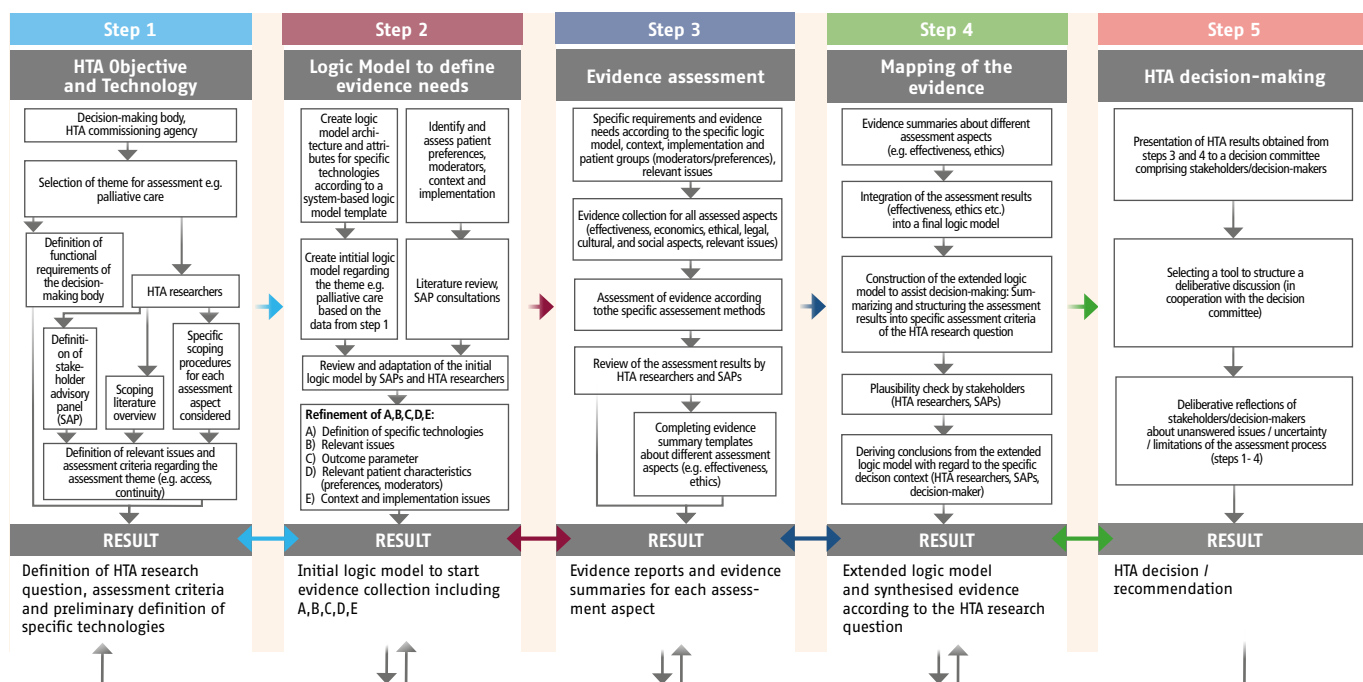 Step 1
HTA Objective
and Technology
Decision-making body,
HTA commissioning agency
Selection of theme for assessment e.g.
palliative care
Definition of
functional
requirements of
the decision-
making body
HTA researchers
Definiti-
on of
stake-
holder
advisory
panel
(SAP)
Scoping
literature
overview
Specific
scoping
procedures
for each
assessment
aspect
considered
Definition of relevant issues and
assessment criteria regarding the
assessment theme (e.g. access,
continuity)
RESULT
Definition of HTA research
question, assessment criteria
and preliminary definition of
specific technologies
Step 2
Logic Model to define
evidence needs
Create logic
model archi-
tecture and attri-
butes for specific
technologies
according to a
system-based logic
model template
Identify and
assess patient
preferences,
moderators,
context and
implementation
Create intitial logic
model regarding
the theme e.g.
palliative care
based on the
data from step 1
Literature review,
SAP consultations
Review and adaptation of the initial
logic model by SAPs and HTA researchers
Refinement of A,B,C,D,E:
A) Definition of specific technologies
B) Relevant issues
C) Outcome parameter
D) Relevant patient characteristics
(preferences, moderators)
E) Context and implementation issues
RESULT
Initial logic model to start
evidence collection including
A,B,C,D,E
Step 3
Evidence assessment
Specific requirements and evidence
needs according to the specific logic
model, context, implementation and
patient groups (moderators/preferences),
relevant issues
Evidence collection for all assessed aspects
(effectiveness, economics, ethical, legal,
cultural, and social aspects, relevant issues)
Assessment of evidence according
tothe specific assessement methods
Review of the assessment results by
HTA researchers and SAPs
Completing evidence
summary templates
about different assessment
aspects (e.g. effectiveness,
ethics)
RESULT
Evidence reports and evidence
summaries for each assess-
ment aspect
Step 4
Mapping of the
evidence
Evidence summaries about different
assessment aspects
(e.g. effectiveness, ethics)
Integration of the assessment results
(effectiveness, ethics etc.)
into a final logic model
Construction of the extended logic
model to assist decision-making: Sum-
marizing and structuring the assessment
results into specific assessment criteria
of the HTA research question
Plausibility check by stakeholders
(HTA researchers, SAPs)
Deriving conclusions from the extended
logic model with regard to the specific
decison context (HTA researchers, SAPs,
decision-maker)
RESULT
Extended logic model
and synthesised evidence
according to the HTA research
question
Step 5
HTA decision-making
Presentation of HTA results obtained from
steps 3 and 4 to a decision committee
comprising stakeholders/decision-makers
Selecting a tool to structure a
deliberative discussion (in
cooperation with the decision
committee)
Deliberative reflections of
stakeholders/decision-makers
about unanswered issues / uncertainty
/ limitations of the assessment process
(steps 1- 4)
RESULT
HTA decision /
recommendation